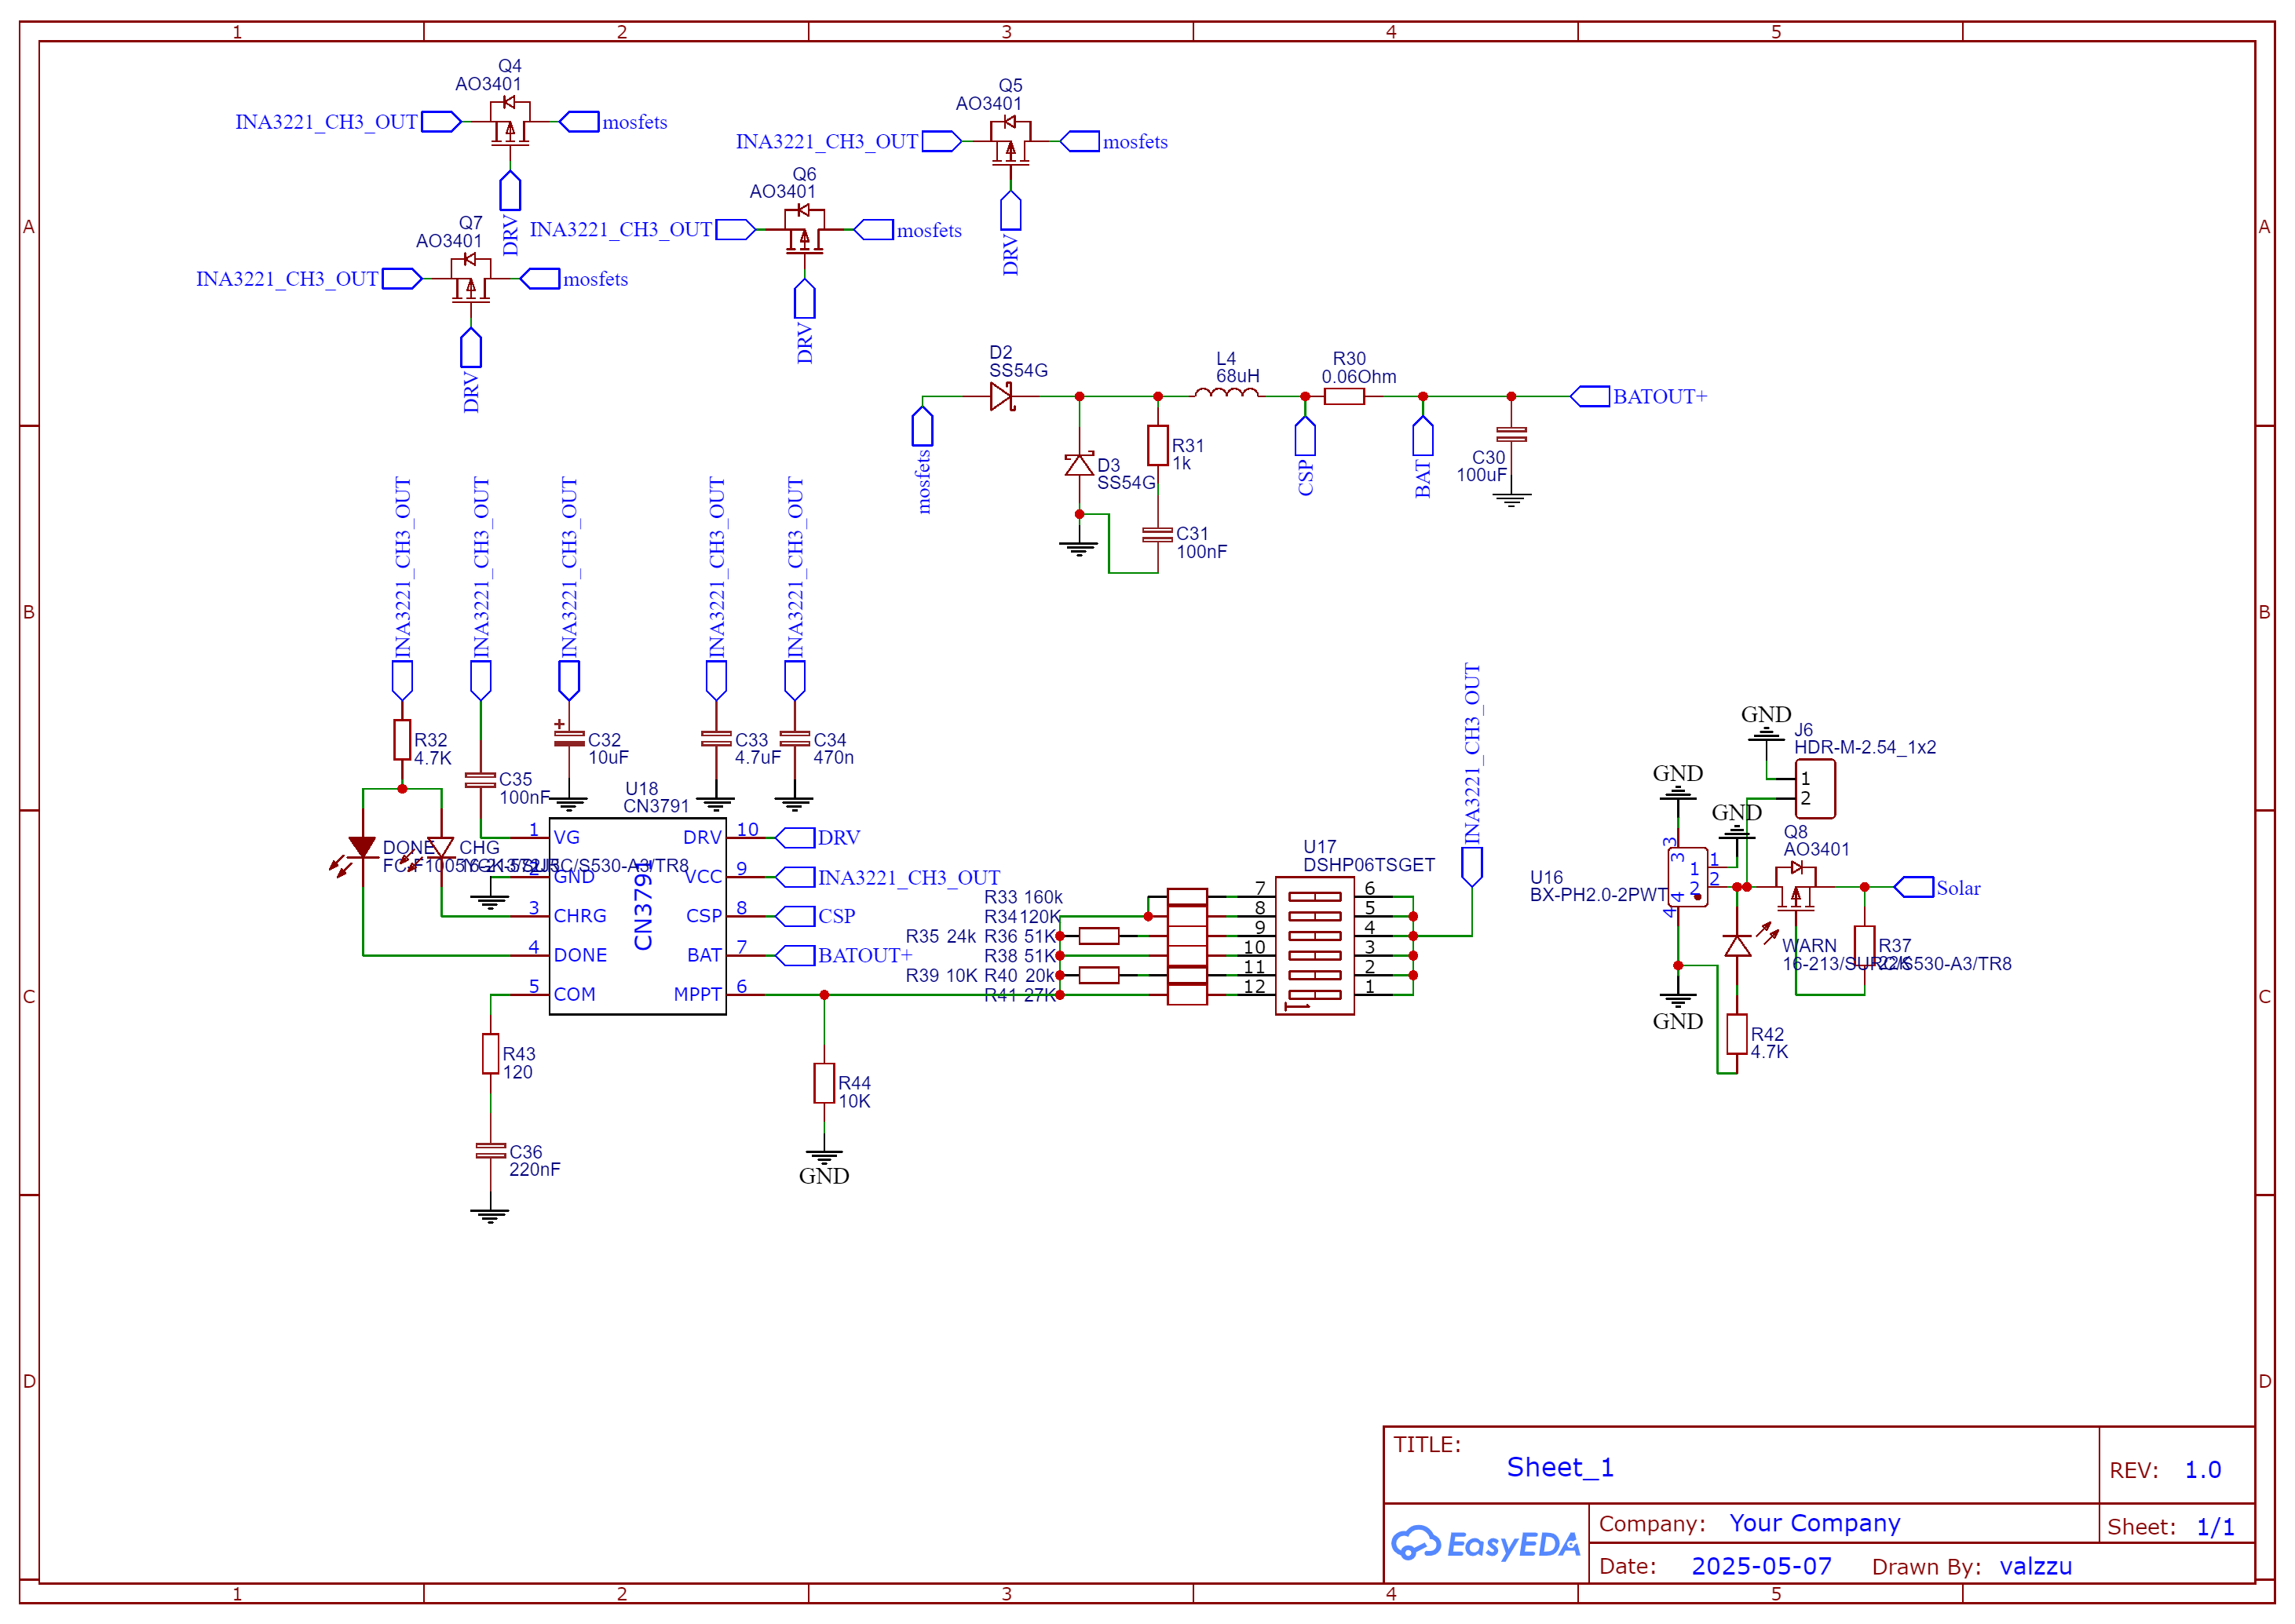 1 2 3 4 5
A
A
B
B
C
C
D
D
Q4
AO3401
INA3221_CH3_OUT
mosfets
DRV
Q5
AO3401
INA3221_CH3_OUT
mosfets
DRV
Q6
AO3401
INA3221_CH3_OUT
mosfets
DRV
Q7
AO3401
INA3221_CH3_OUT
mosfets
DRV
D2
SS54G
mosfets
D3
SS54G
R31
1k
C31
100nF
L4
68uH
R30
0.06Ohm
CSP
BAT
C30
100uF
BATOUT+
INA3221_CH3_OUT
INA3221_CH3_OUT
INA3221_CH3_OUT
INA3221_CH3_OUT
INA3221_CH3_OUT
R32
4.7K
C35
100nF
+
C32
10uF
C33
4.7uF
C34
470n
U18
CN3791
CN3791
DONE
CHG
16-213/SURC/S530-A3/TR8
1 VG
2 GND
3 CHRG
4 DONE
5 COM
DRV 10
VCC 9
CSP 8
BAT 7
MPPT 6
DRV
INA3221_CH3_OUT
CSP
BATOUT+
R43
120
C36
220nF
R44
10K
GND
R33 160k
R34 120K
R35 24k R36 51K
R38 51K
R39 10K R40 20k
R41 27K
U17
DSHP06TSGET
7 6
8 5
9 4
10 3
11 2
12 1
1
INA3221_CH3_OUT
GND
J6
HDR-M-2.54_1x2
1
2
GND
GND
U16
BX-PH2.0-2PWT
3
3
1
1
2
2
4
4
GND
Q8
AO3401
Solar
WARN
16-213/SURC/S530-A3/TR8
R37
22K
R42
4.7K
TITLE:
Sheet_1
REV: 1.0
EasyEDA
Company: Your Company
Sheet: 1/1
Date: 2025-05-07 Drawn By: valzzu
1 2 3 4 5